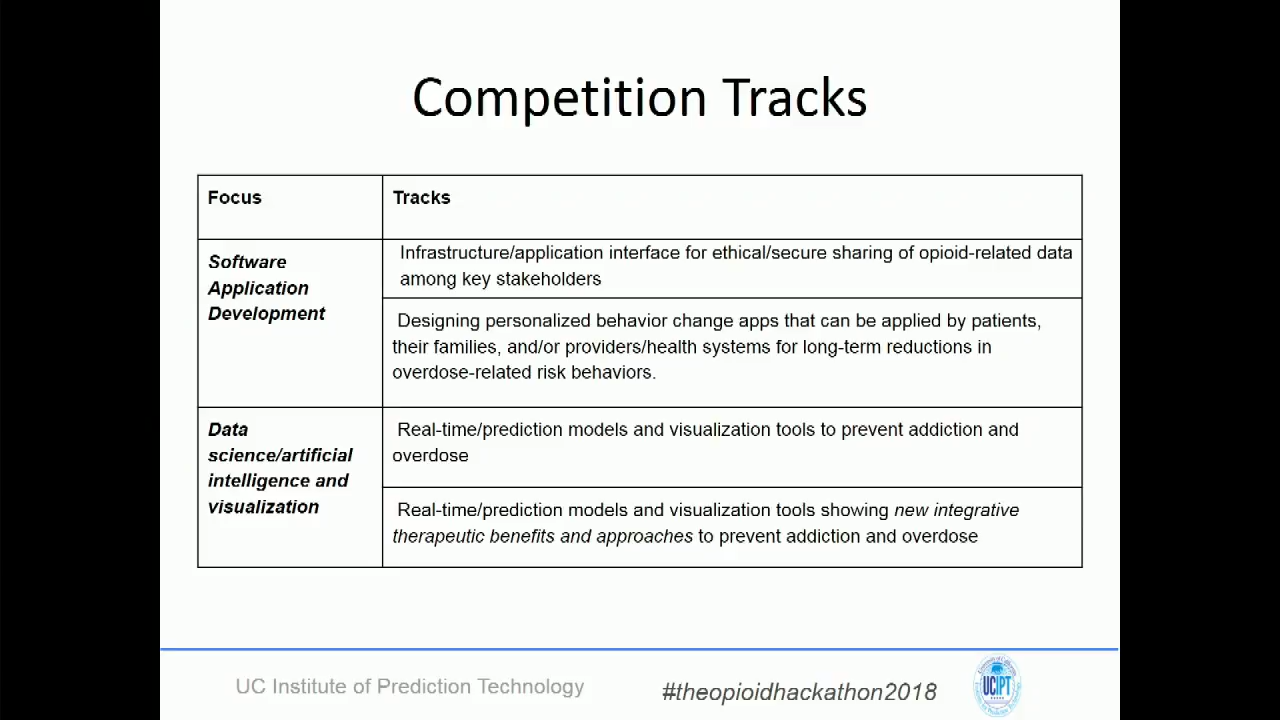 Competition Tracks
Focus
Tracks
Software
Application
Development
Infrastructure/application interface for ethical/secure sharing of opioid-related data
among key stakeholders
Designing personalized behavior change apps that can be applied by patients,
their families, and/or providers/health systems for long-term reductions in
overdose-related risk behaviors.
Data
science/artificial
intelligence and
visualization
Real-time/prediction models and visualization tools to prevent addiction and
overdose
Real-time/prediction models and visualization tools showing new integrative
therapeutic benefits and approaches to prevent addiction and overdose
UC Institute of Prediction Technology
#theopioidhackathon2018
UCIPT